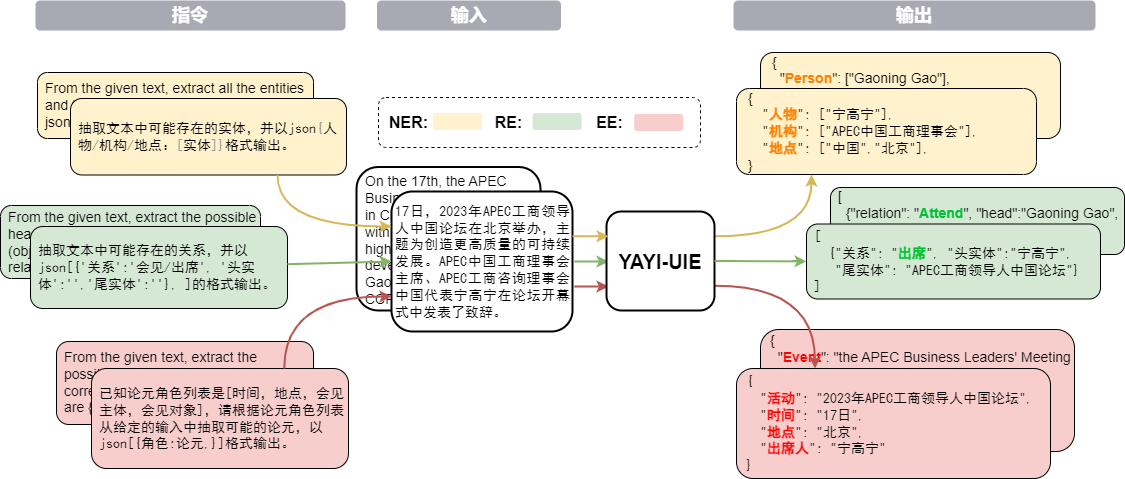 指令
输入
输出
From the given text, extract all the entities
and
json
抽取文本中可能存在的实体，并以json{人
物/机构/地点：[实体]}格式输出。
From the given text, extract the possible
hea
(obj
rela
抽取文本中可能存在的关系，并以
json[{'关系':'会见/出席', '头实
体':'','尾实体':''}, ]的格式输出。
From the given text, extract the
possi
corre
are {
已知论元角色列表是[时间，地点，会见
主体，会见对象]，请根据论元角色列表
从给定的输入中抽取可能的论元，以
json[{角色:论元,}]格式输出。
NER:
RE:
EE:
On the 17th, the APEC
Busin
in C
with
high
deve
Gao
COF
17日，2023年APEC工商领导
人中国论坛在北京举办，主
题为创造更高质量的可持续
发展。APEC中国工商理事会
主席、APEC工商咨询理事会
中国代表宁高宁在论坛开幕
式中发表了致辞。
YAYI-UIE
{
"Person": ["Gaoning Gao"],
{
"人物": ["宁高宁"],
"机构": ["APEC中国工商理事会"],
"地点": ["中国","北京"],
}
[
{"relation": "Attend", "head":"Gaoning Gao",
[
{"关系": "出席", "头实体":"宁高宁",
"尾实体": "APEC工商领导人中国论坛"}
]
{
"Event": "the APEC Business Leaders' Meeting
{
"活动": "2023年APEC工商领导人中国论坛",
"时间": "17日",
"地点": "北京",
"出席人": "宁高宁"
}